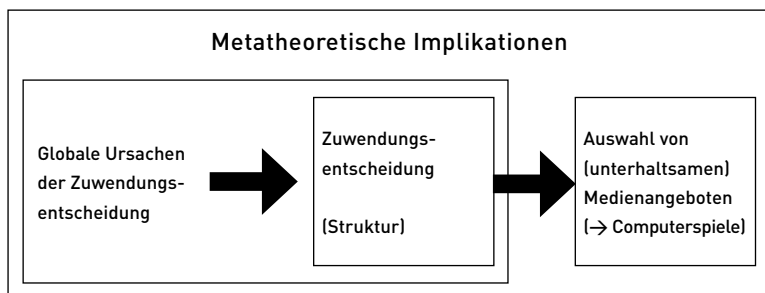 Metatheoretische Implikationen
Globale Ursachen
der Zuwendungs-
entscheidung
Zuwendungs-
entscheidung
(Struktur)
Auswahl von
(unterhaltsamen)
Medienangeboten
(→ Computerspiele)